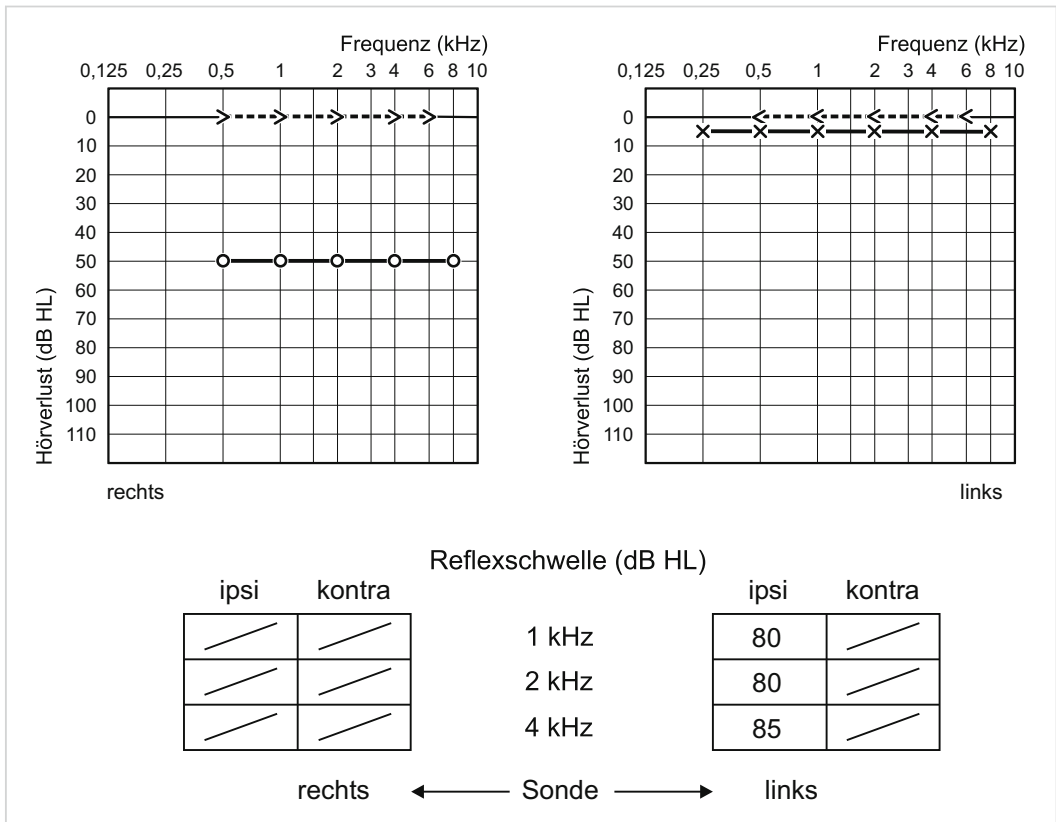 Frequenz (kHz) Frequenz (kHz)
0,125 0,25 0,5 1 2 3 4 6 8 10 0,125 0,25 0,5 1 2 3 4 6 8 10
0 0
10 10
20 20
30 30
40 40
50 50
60 60
70 70
80 80
90 90
100 100
110 110
Hörverlust (dB HL) Hörverlust (dB HL)
rechts links
Reflexschwelle (dB HL)
ipsi kontra ipsi kontra
1 kHz 80
2 kHz 80
4 kHz 85
rechts Sonde links